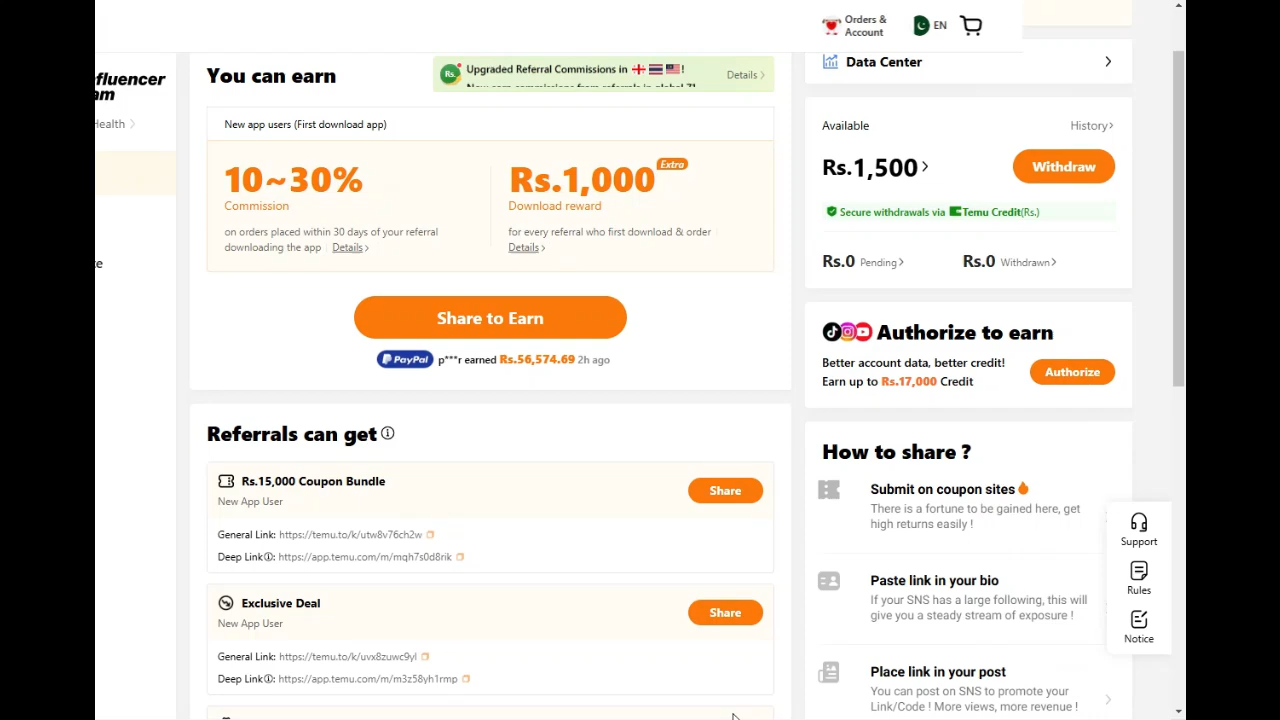 Orders &
Account
EN
fluencer
am
Health
You can earn
Upgraded Referral Commissions in !
Details
New app users (First download app)
10~30%
Commission
on orders placed within 30 days of your referral
downloading the app Details
Extra
Rs.1,000
Download reward
for every referral who first download & order
Details
Share to Earn
PayPal p***r earned Rs.56,574.69 2h ago
Referrals can get
Rs.15,000 Coupon Bundle
New App User
Share
General Link: https://temu.to/k/utw8v76ch2w
Deep Link: https://app.temu.com/m/mqh7s0d8rik
Exclusive Deal
New App User
Share
General Link: https://temu.to/k/uvx8zuwc9yl
Deep Link: https://app.temu.com/m/m3z58yh1rmp
Data Center
Available
History
Rs.1,500
Withdraw
Secure withdrawals via Temu Credit(Rs.)
Rs.0 Pending
Rs.0 Withdrawn
Authorize to earn
Better account data, better credit!
Earn up to Rs.17,000 Credit
Authorize
How to share ?
Submit on coupon sites
There is a fortune to be gained here, get
high returns easily !
Paste link in your bio
If your SNS has a large following, this will
give you a steady stream of exposure !
Place link in your post
You can post on SNS to promote your
Link/Code ! More views, more revenue !
Support
Rules
Notice